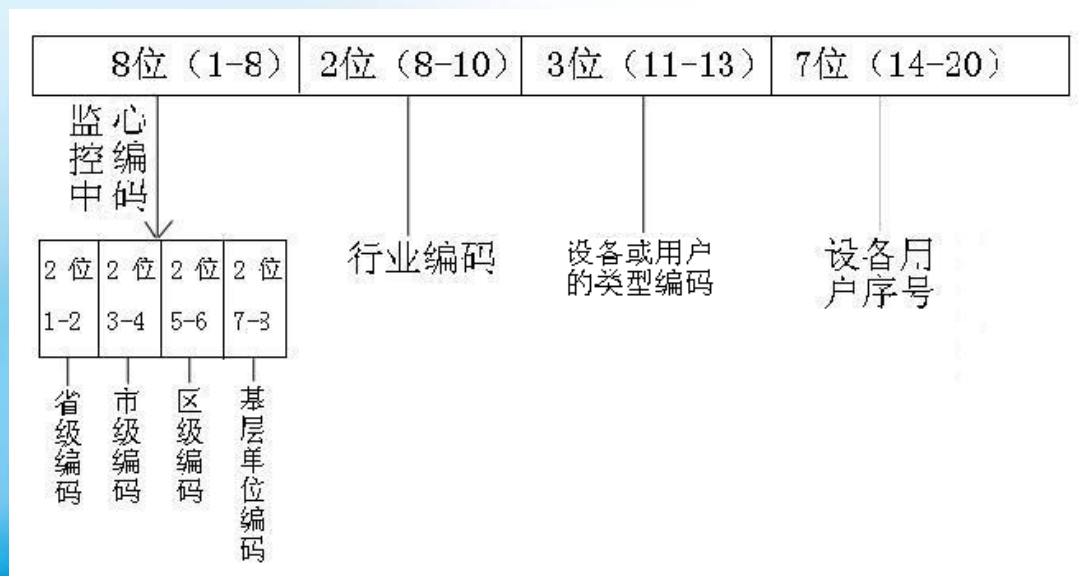 8位（1-8） 2位（8-10） 3位（11-13） 7位（14-20）
监控中
心编码
行业编码
设备或用户
的类型编码
设备用
户序号
2 位 2 位 2 位 2 位
1-2 3-4 5-6 7-8
省级编码
市级编码
区级编码
基层单位编码